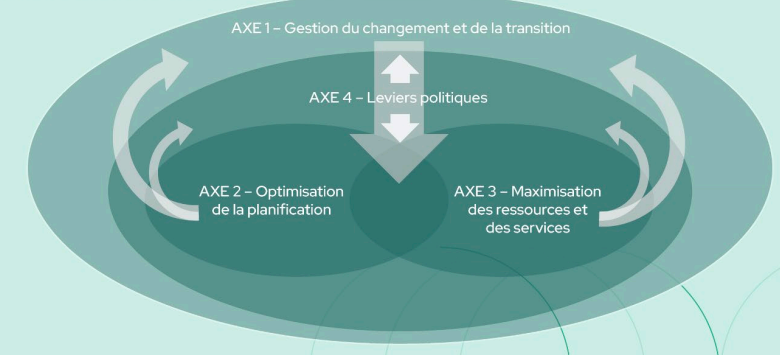 AXE 1 – Gestion du changement et de la transition
AXE 4 – Leviers politiques
AXE 2 – Optimisation
de la planification
AXE 3 – Maximisation
des ressources et
des services